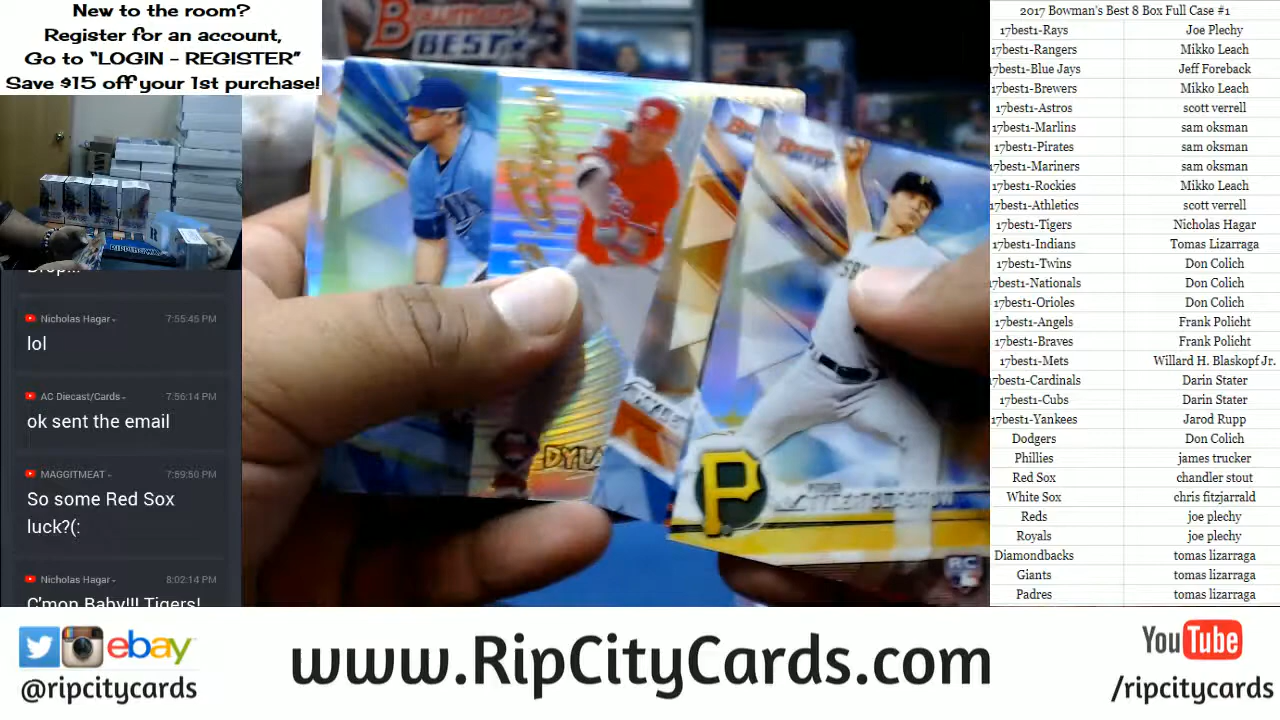 New to the room?
Register for an account,
Go to “LOGIN - REGISTER”
Save $15 off your 1st purchase!
Nicholas Hagar
7:55:45 PM
lol
AC Diecast/Cards
7:56:14 PM
ok sent the email
MAGGITMEAT
7:59:50 PM
So some Red Sox
luck?(:
Nicholas Hagar
8:02:14 PM
C'mon Baby!!! Tigers!
Bowman's
BEST
DYLA
P
RC
2017 Bowman's Best 8 Box Full Case #1
17best1-Rays Joe Plechy
17best1-Rangers Mikko Leach
17best1-Blue Jays Jeff Foreback
17best1-Brewers Mikko Leach
17best1-Astros scott verrell
17best1-Marlins sam oksman
17best1-Pirates sam oksman
17best1-Mariners sam oksman
17best1-Rockies Mikko Leach
17best1-Athletics scott verrell
17best1-Tigers Nicholas Hagar
17best1-Indians Tomas Lizarraga
17best1-Twins Don Colich
17best1-Nationals Don Colich
17best1-Orioles Don Colich
17best1-Angels Frank Policht
17best1-Braves Frank Policht
17best1-Mets Willard H. Blaskopf Jr.
17best1-Cardinals Darin Stater
17best1-Cubs Darin Stater
17best1-Yankees Jarod Rupp
Dodgers Don Colich
Phillies james trucker
Red Sox chandler stout
White Sox chris fitzjarrald
Reds joe plechy
Royals joe plechy
Diamondbacks tomas lizarraga
Giants tomas lizarraga
Padres tomas lizarraga
ebay
@ripcitycards
www.RipCityCards.com
YouTube
/ripcitycards